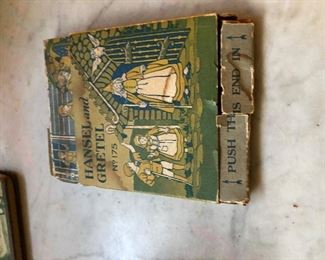 HANSEL and
GRETEL
No 175
PUSH THIS END IN